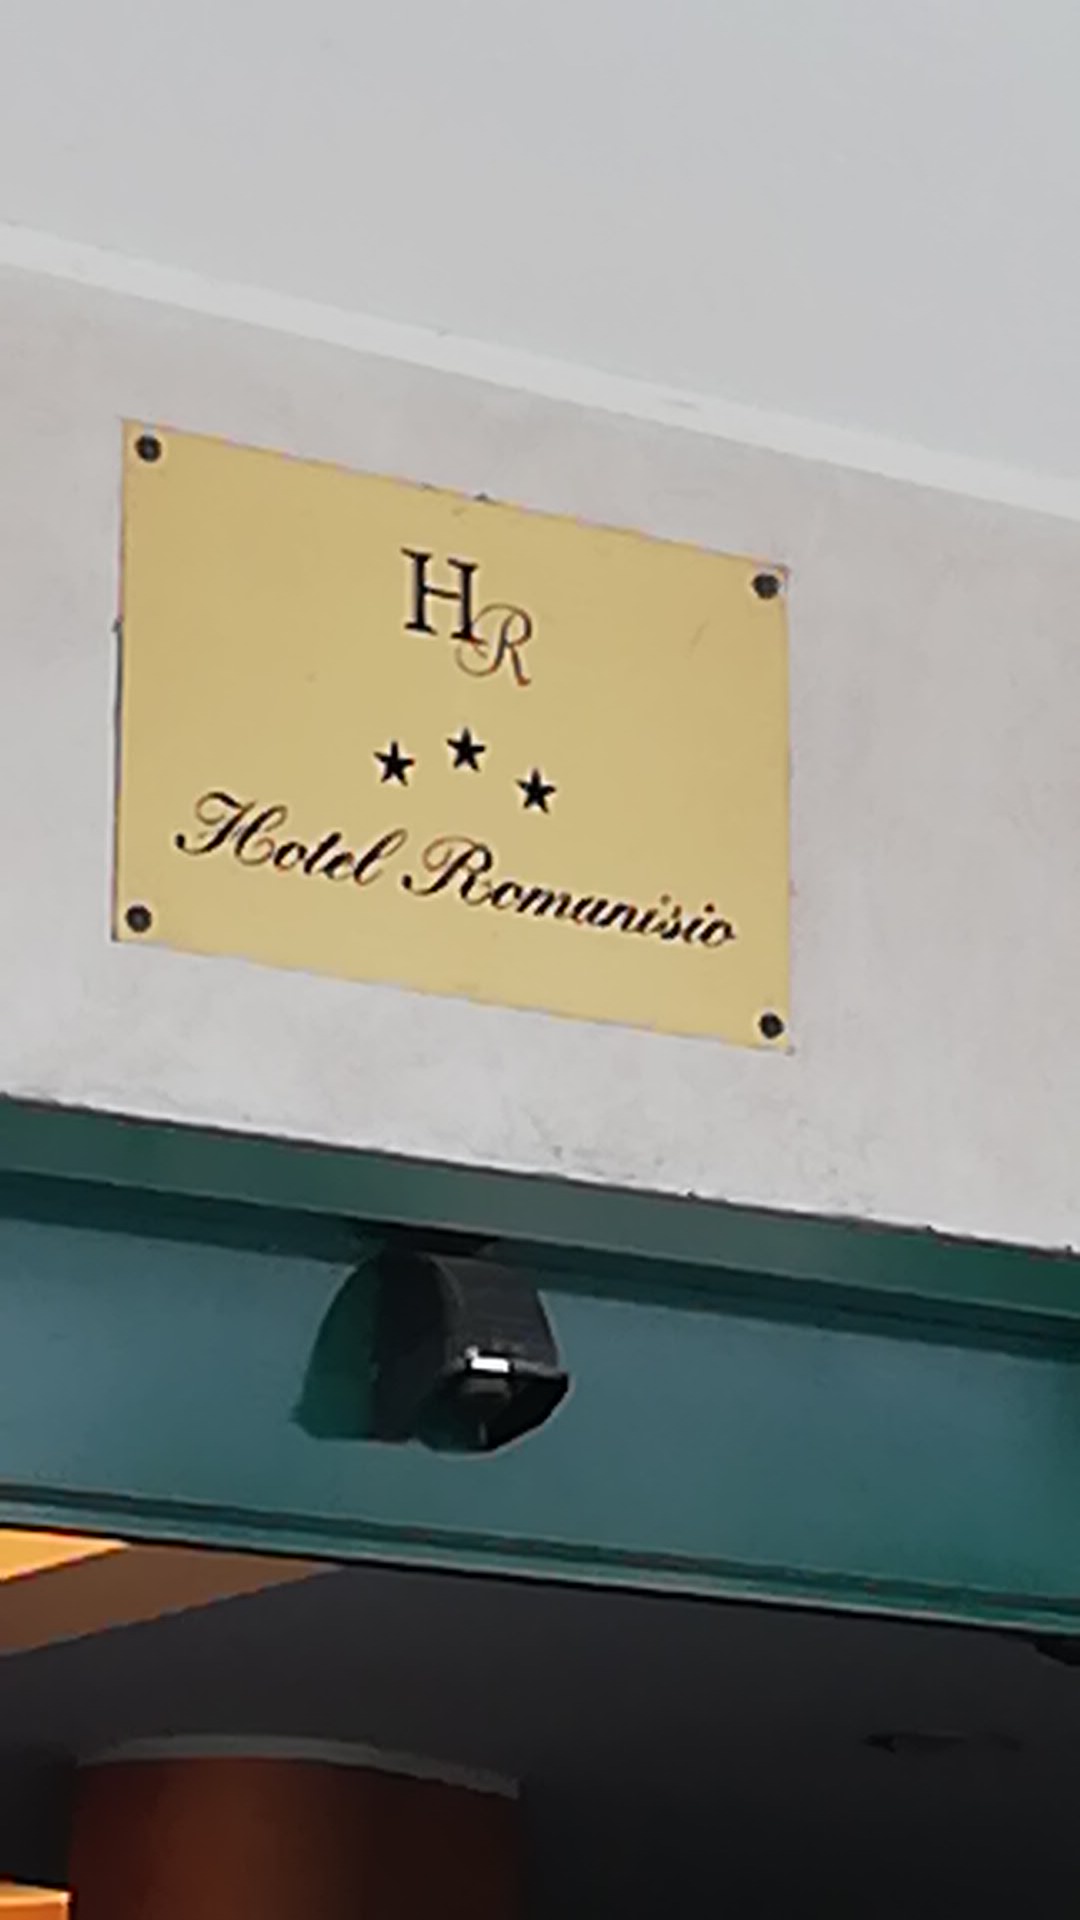 HR
★ ★ ★
Hotel Romanisio